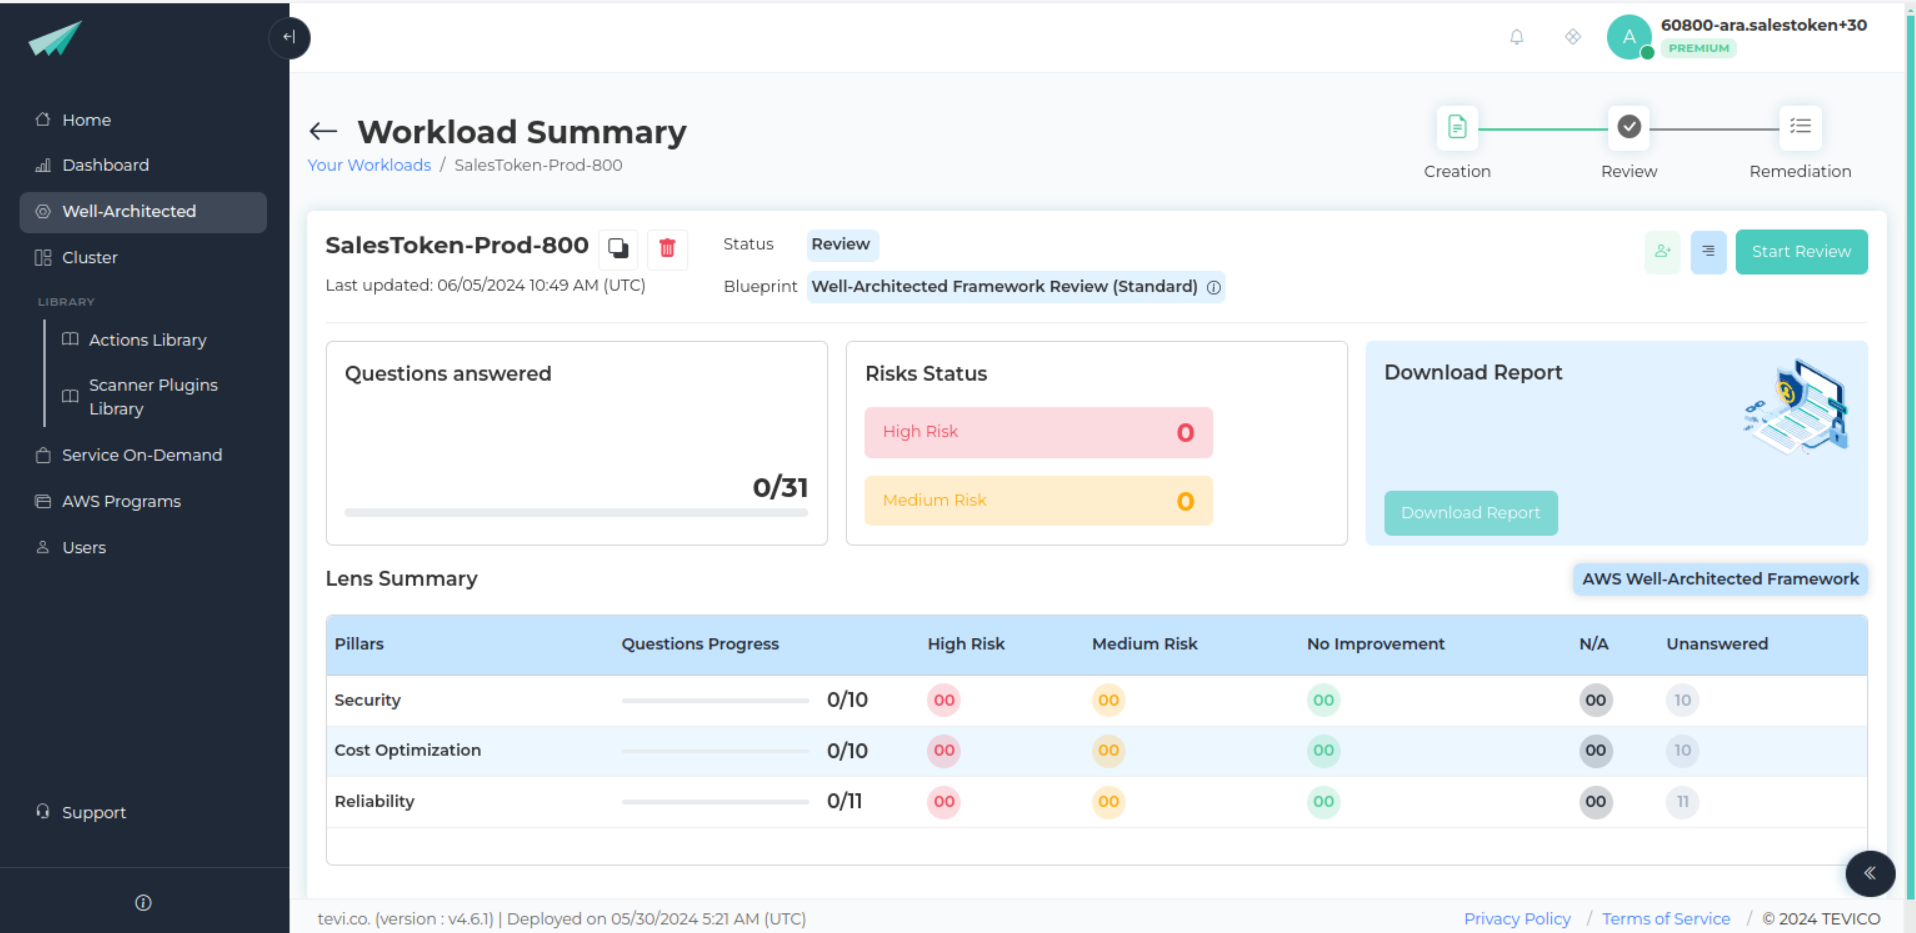 60800-ara.salestoken+30
A
PREMIUM
Home
Dashboard
Well-Architected
Cluster
LIBRARY
Actions Library
Scanner Plugins
Library
Service On-Demand
AWS Programs
Users
Support
Workload Summary
Your Workloads / SalesToken-Prod-800
Creation
Review
Remediation
SalesToken-Prod-800
Last updated: 06/05/2024 10:49 AM (UTC)
Status Review
Blueprint Well-Architected Framework Review (Standard)
Start Review
Questions answered
0/31
Risks Status
High Risk 0
Medium Risk 0
Download Report
Download Report
Lens Summary
AWS Well-Architected Framework
Pillars Questions Progress High Risk Medium Risk No Improvement N/A Unanswered
Security 0/10 00 00 00 00 10
Cost Optimization 0/10 00 00 00 00 10
Reliability 0/11 00 00 00 00 11
tevi.co. (version : v4.6.1) | Deployed on 05/30/2024 5:21 AM (UTC)
Privacy Policy / Terms of Service / © 2024 TEVICO